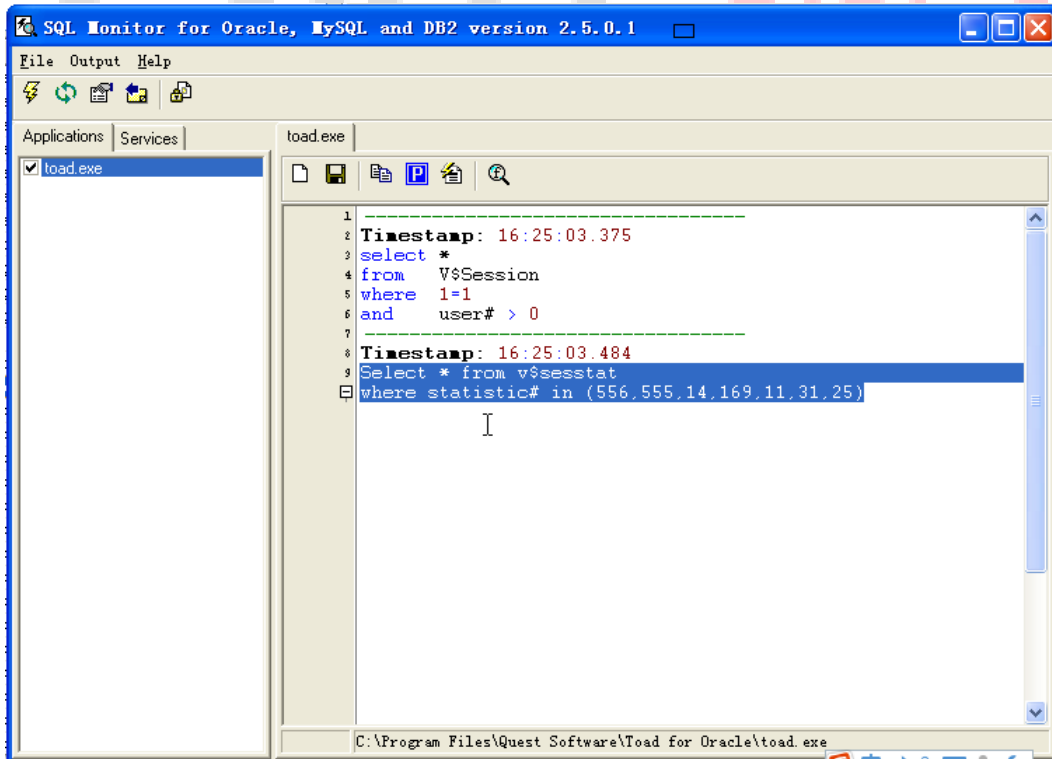 SQL Monitor for Oracle, MySQL and DB2 version 2.5.0.1
File Output Help
Applications Services
toad.exe
toad.exe
1 ----------------------------------
2 Timestamp: 16:25:03.375
3 select *
4 from V$Session
5 where 1=1
6 and user# > 0
7 ----------------------------------
8 Timestamp: 16:25:03.484
9 Select * from v$sesstat
where statistic# in (556,555,14,169,11,31,25)
C:\Program Files\Quest Software\Toad for Oracle\toad.exe